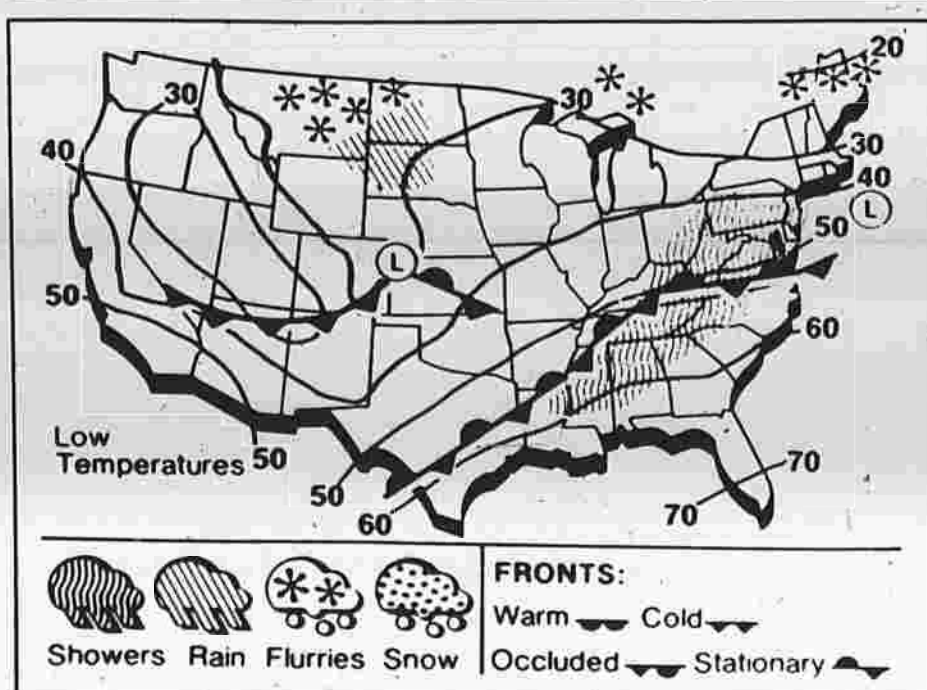 20
30
30
30
40
40
L
50
L
50
60
Low
Temperatures
50
70
50
70
60
FRONTS:
Warm Cold
Showers Rain Flurries Snow
Occluded Stationary